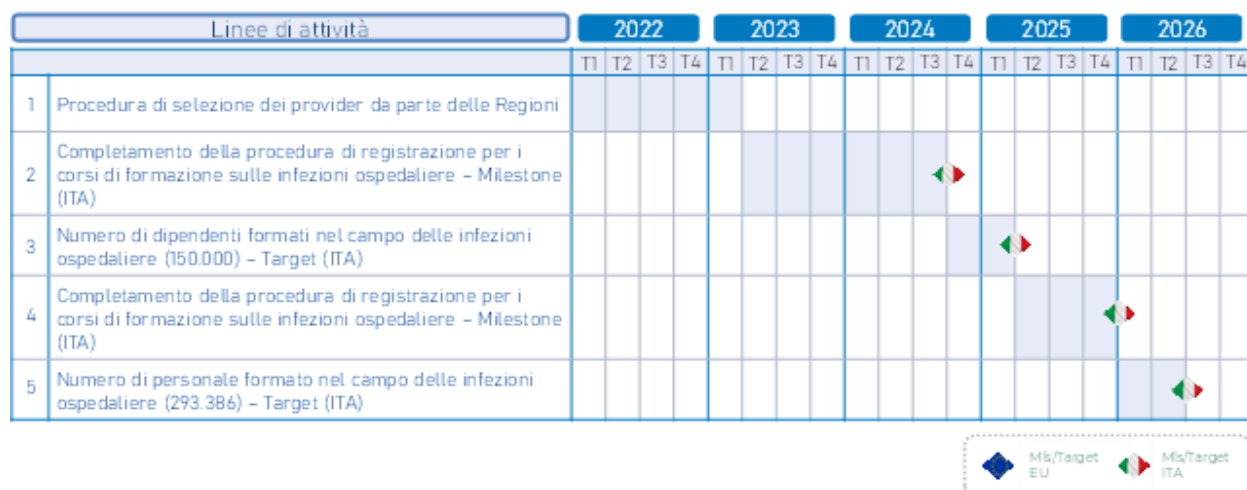 Linee di attività 2022 2023 2024 2025 2026
T1 T2 T3 T4 T1 T2 T3 T4 T1 T2 T3 T4 T1 T2 T3 T4 T1 T2 T3 T4
1 Procedura di selezione dei provider da parte delle Regioni
Completamento della procedura di registrazione per i
2 corsi di formazione sulle infezioni ospedaliere – Milestone
(ITA)
3 Numero di dipendenti formati nel campo delle infezioni
ospedaliere (150.000) – Target (ITA)
Completamento della procedura di registrazione per i
4 corsi di formazione sulle infezioni ospedaliere – Milestone
(ITA)
5 Numero di personale formato nel campo delle infezioni
ospedaliere (293.386) – Target (ITA)
Mls/Target Mls/Target
EU ITA